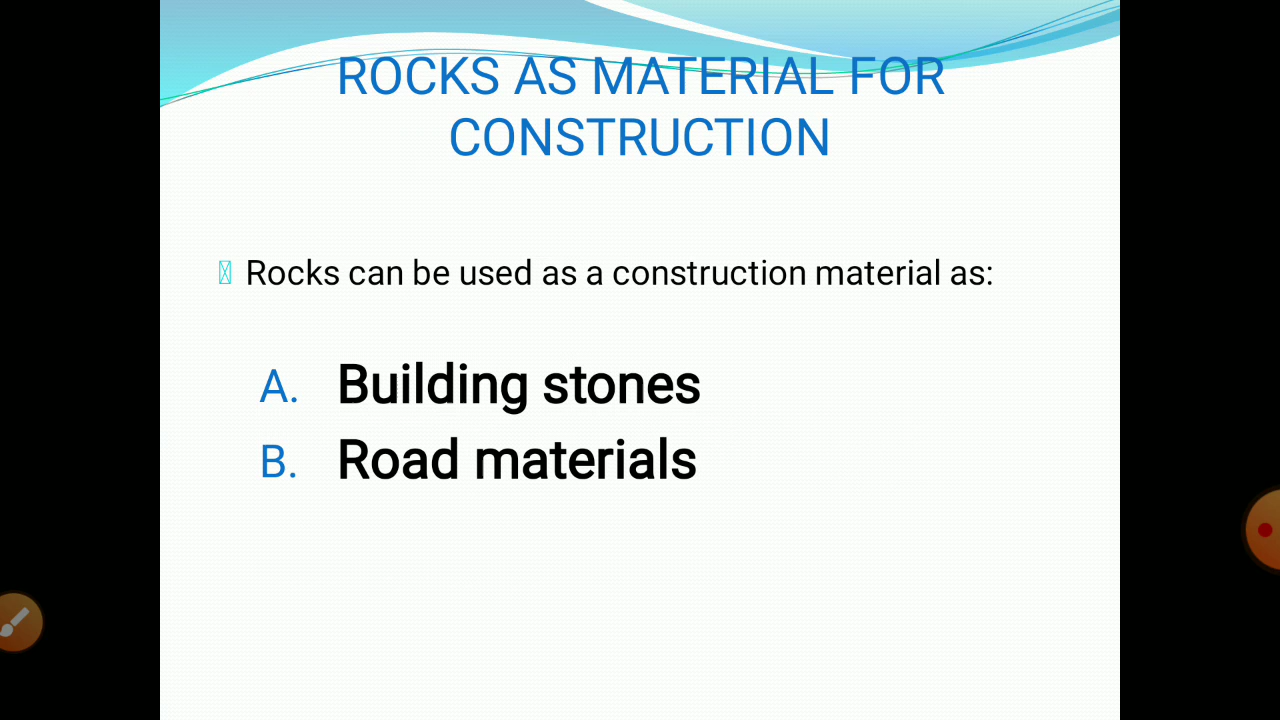 ROCKS AS MATERIAL FOR
CONSTRUCTION
Rocks can be used as a construction material as:
A. Building stones
B. Road materials